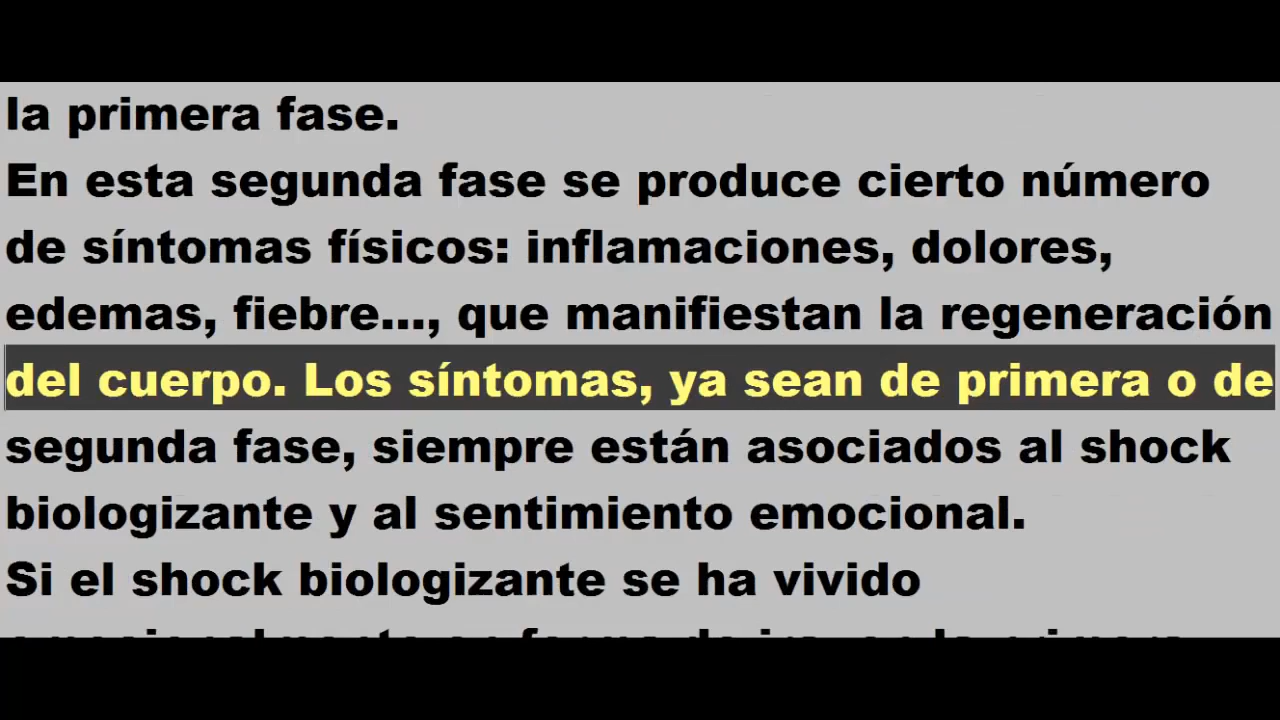 la primera fase.
En esta segunda fase se produce cierto número
de síntomas físicos: inflamaciones, dolores,
edemas, fiebre..., que manifiestan la regeneración
del cuerpo. Los síntomas, ya sean de primera o de
segunda fase, siempre están asociados al shock
biologizante y al sentimiento emocional.
Si el shock biologizante se ha vivido